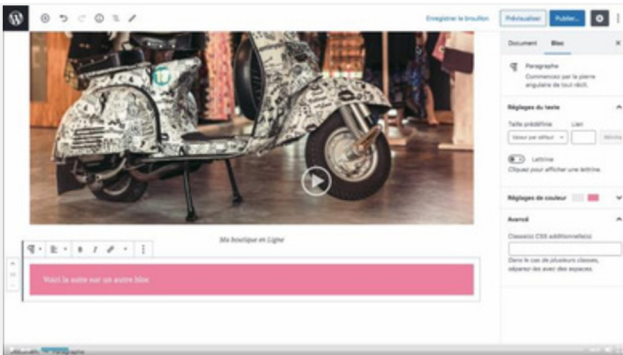 Enregistrer le brouillon
Prévisualiser
Publier...
Document
Bloc
Paragraphe
Commencez par la pierre
angulaire de tout récit.
Réglages du texte
Taille prédéfinie
Lien
Valeur par défaut
Lettrine
Cliquez pour afficher une lettrine.
Réglages de couleur
Avancé
Classe(s) CSS additionnelle(s)
Dans le cas de plusieurs classes,
séparez-les avec des espaces.
Ma boutique en Ligne
B I
Voici la suite sur un autre bloc.